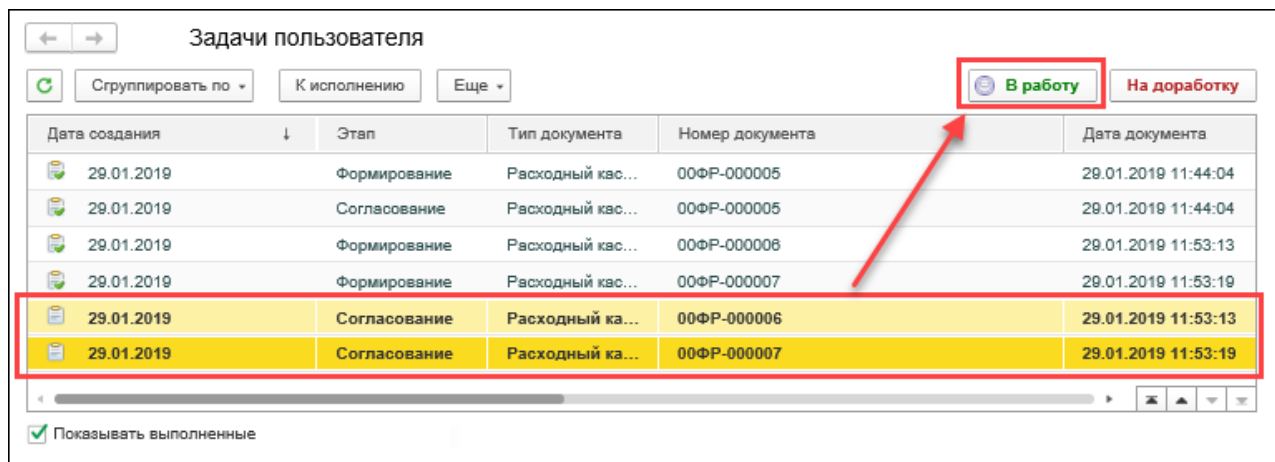 Задачи пользователя
Сгруппировать по К исполнению Еще В работу На доработку
Дата создания ↓ Этап Тип документа Номер документа Дата документа
29.01.2019 Формирование Расходный кас... 00ФР-000005 29.01.2019 11:44:04
29.01.2019 Согласование Расходный кас... 00ФР-000005 29.01.2019 11:44:04
29.01.2019 Формирование Расходный кас... 00ФР-000006 29.01.2019 11:53:13
29.01.2019 Формирование Расходный кас... 00ФР-000007 29.01.2019 11:53:19
29.01.2019 Согласование Расходный ка... 00ФР-000006 29.01.2019 11:53:13
29.01.2019 Согласование Расходный ка... 00ФР-000007 29.01.2019 11:53:19
Показывать выполненные